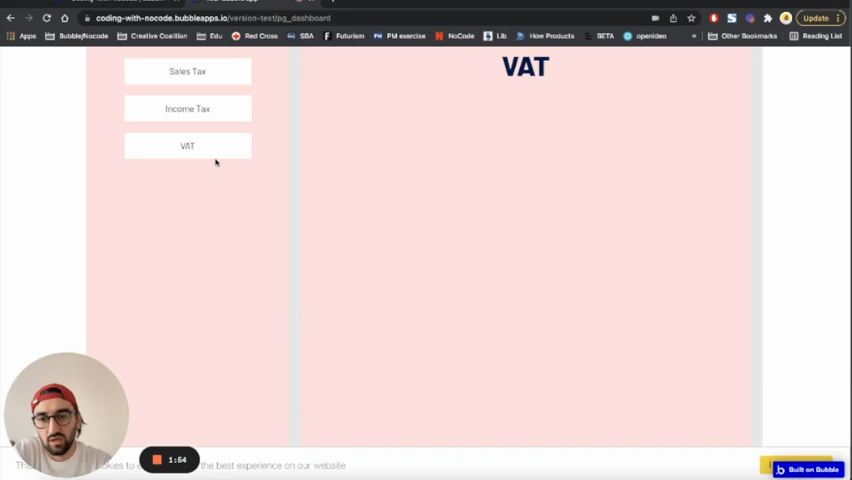 coding-with-nocode.bubbleapps.io/version-test/pg_dashboard
Update
Apps Bubble/Nocode Creative Coalition Edu Red Cross SBA Futurism PM exercise NoCode Lib How Products BETA openideo » Other Bookmarks Reading List
Sales Tax
VAT
Income Tax
VAT
1:54
the best experience on our website
Built on Bubble